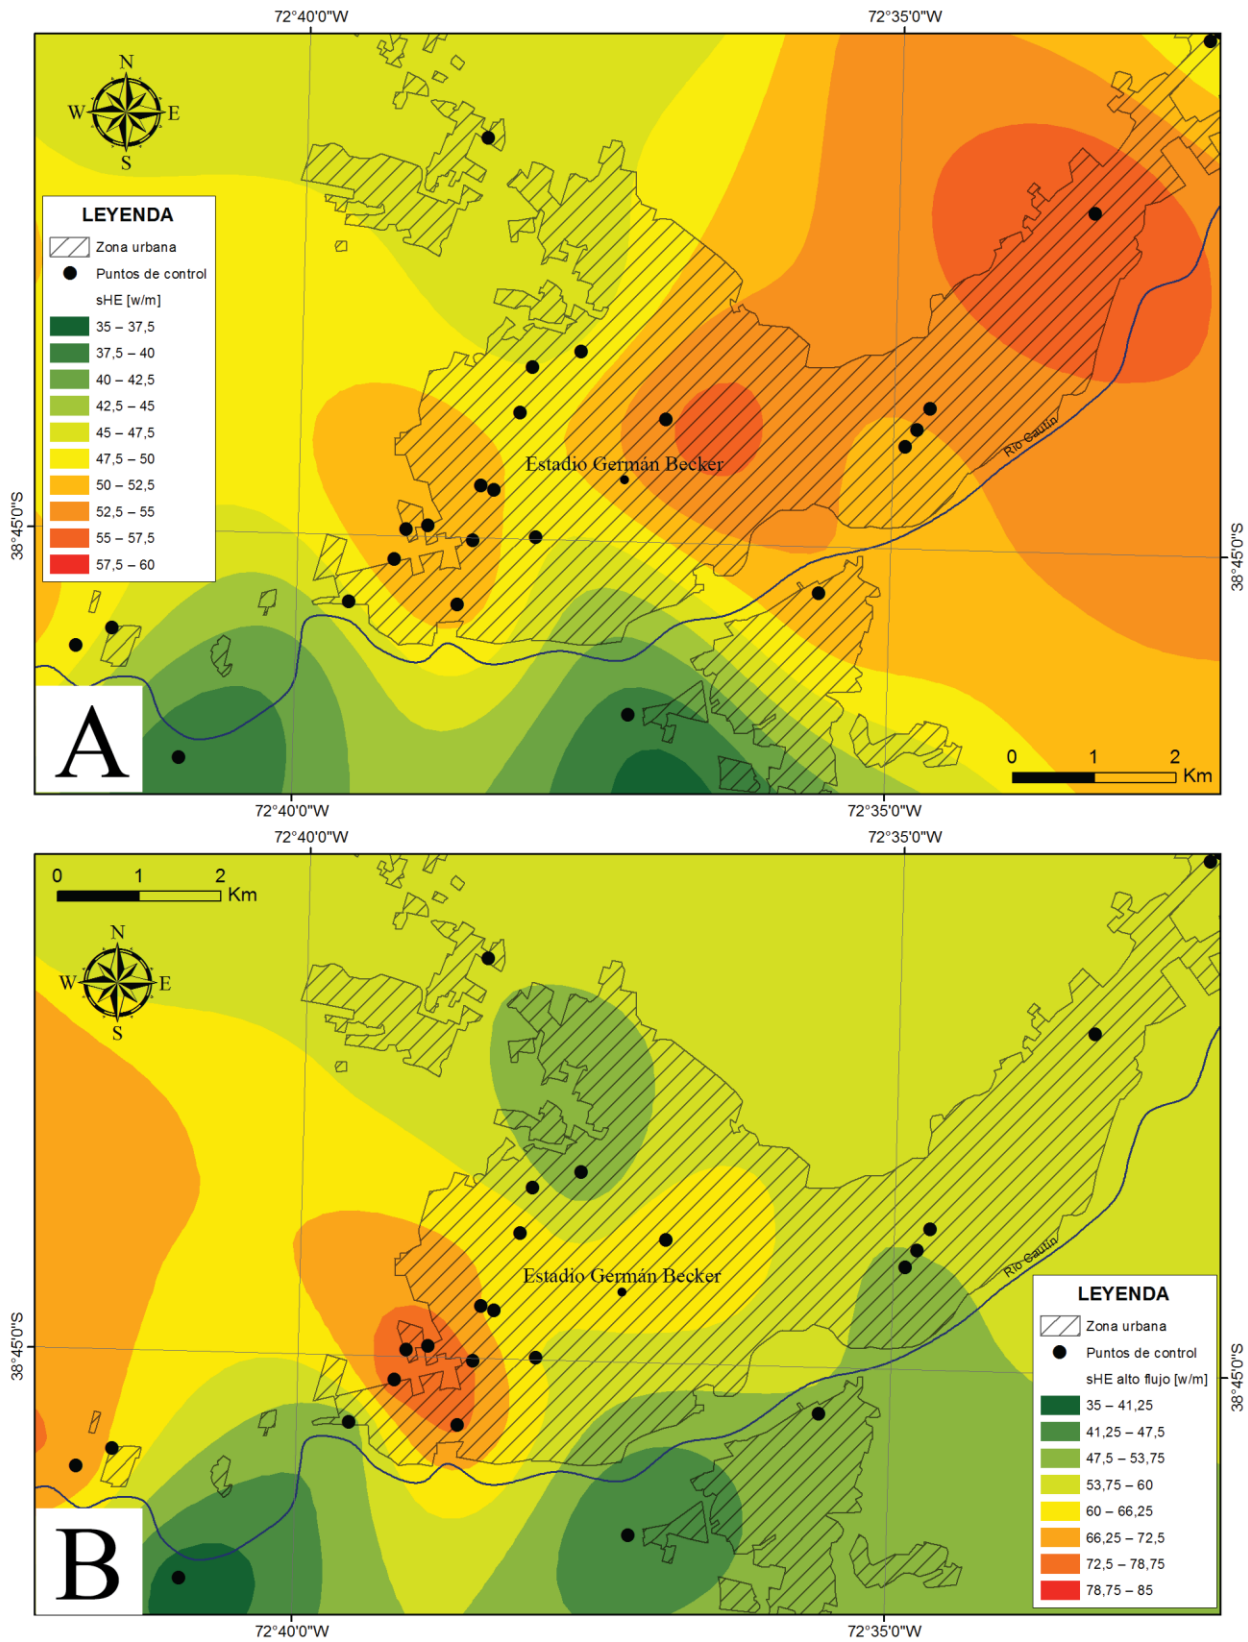 72°40'0"W
72°35'0"W
N
W
E
S
LEYENDA
Zona urbana
Puntos de control
sHE [w/m]
35 – 37,5
37,5 – 40
40 – 42,5
42,5 – 45
45 – 47,5
47,5 – 50
50 – 52,5
52,5 – 55
55 – 57,5
57,5 – 60
Estadio Germán Becker
Río Cautín
38°45'0"S
38°45'0"S
A
0 1 2
Km
72°40'0"W
72°35'0"W
72°40'0"W
72°35'0"W
0 1 2
Km
N
W
E
S
Estadio Germán Becker
Río Cautín
38°45'0"S
38°45'0"S
LEYENDA
Zona urbana
Puntos de control
sHE alto flujo [w/m]
35 – 41,25
41,25 – 47,5
47,5 – 53,75
53,75 – 60
60 – 66,25
66,25 – 72,5
72,5 – 78,75
78,75 – 85
B
72°40'0"W
72°35'0"W